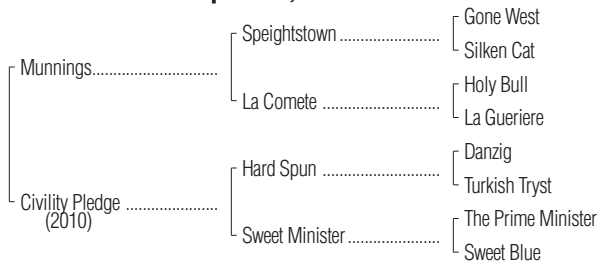 Gone West
Speightstown
Silken Cat
Munnings
Holy Bull
La Comete
La Gueriere
Danzig
Hard Spun
Turkish Tryst
Civility Pledge
(2010)
The Prime Minister
Sweet Minister
Sweet Blue